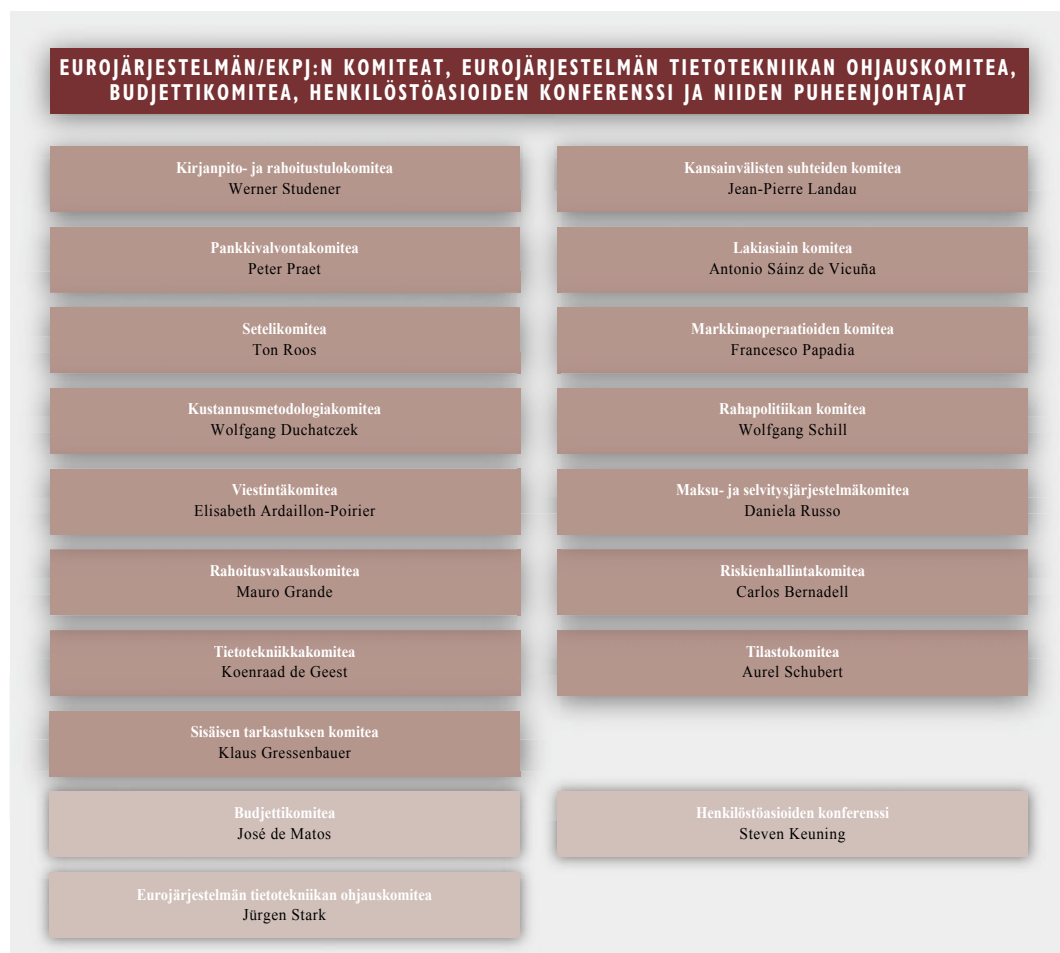 EUROJÄRJESTELMÄN/EKPJ:N KOMITEAT, EUROJÄRJESTELMÄN TIETOTEKNIIKAN OHJAUSKOMITEA,
BUDJETTIKOMITEA, HENKILÖSTÖASIOIDEN KONFERENSSI JA NIIDEN PUHEENJOHTAJAT
Kirjanpito- ja rahoitustulokomitea
Werner Studener
Kansainvälisten suhteiden komitea
Jean-Pierre Landau
Pankkivalvontakomitea
Peter Praet
Lakiasiain komitea
Antonio Sáinz de Vicuña
Setelikomitea
Ton Roos
Markkinaoperaatioiden komitea
Francesco Papadia
Kustannusmetodologiakomitea
Wolfgang Duchatczek
Rahapolitiikan komitea
Wolfgang Schill
Viestintäkomitea
Elisabeth Ardaillon-Poirier
Maksu- ja selvitysjärjestelmäkomitea
Daniela Russo
Rahoitusvakauskomitea
Mauro Grande
Riskienhallintakomitea
Carlos Bernadell
Tietotekniikkakomitea
Koenraad de Geest
Tilastokomitea
Aurel Schubert
Sisäisen tarkastuksen komitea
Klaus Gressenbauer
Budjettikomitea
José de Matos
Henkilöstöasioiden konferenssi
Steven Keuning
Eurojärjestelmän tietotekniikan ohjauskomitea
Jürgen Stark